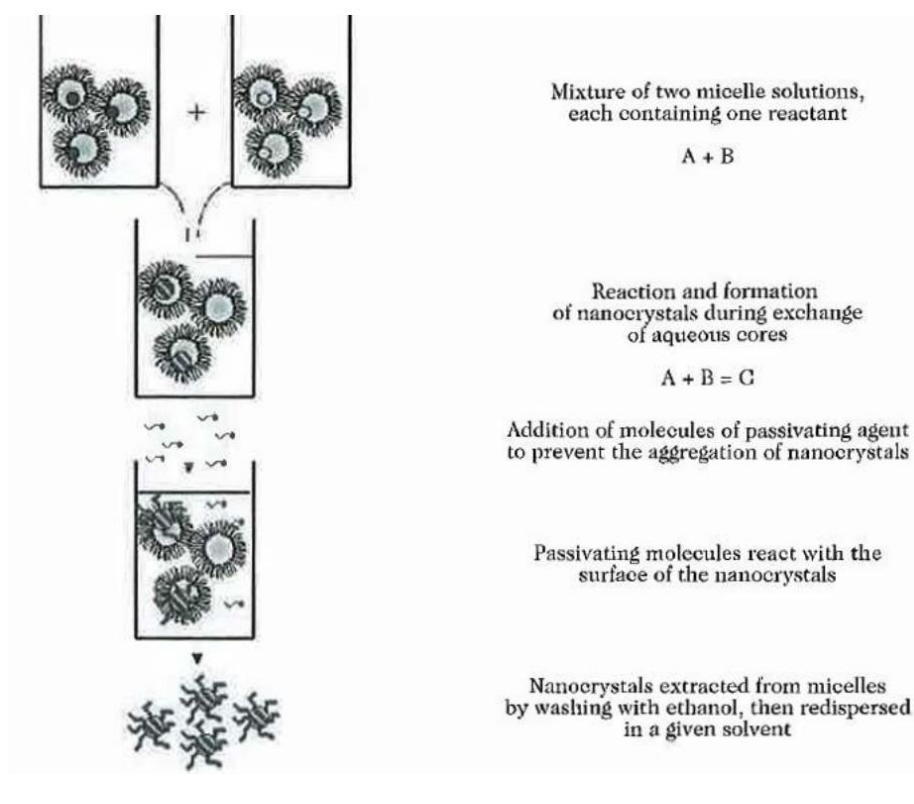 Mixture of two micelle solutions,
each containing one reactant
A + B
+
Reaction and formation
of nanocrystals during exchange
of aqueous cores
A + B = C
Addition of molecules of passivating agent
to prevent the aggregation of nanocrystals
Passivating molecules react with the
surface of the nanocrystals
Nanocrystals extracted from micelles
by washing with ethanol, then redispersed
in a given solvent